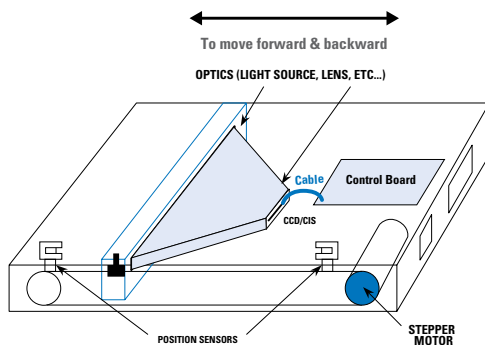 To move forward & backward
OPTICS (LIGHT SOURCE, LENS, ETC...)
Cable
Control Board
CCD/CIS
POSITION SENSORS
STEPPER
MOTOR